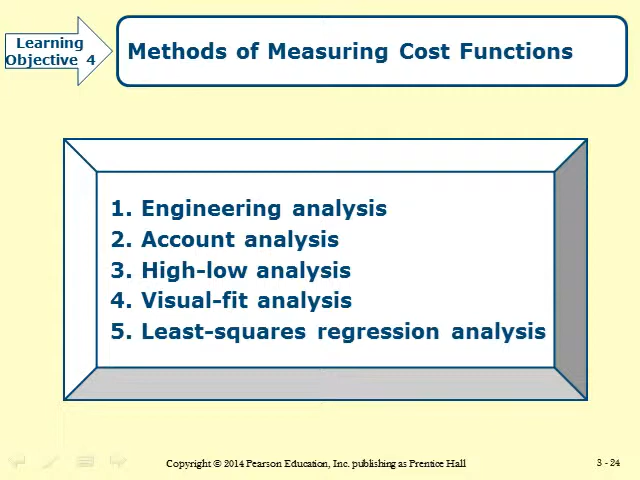 Learning
Objective 4
Methods of Measuring Cost Functions
1. Engineering analysis
2. Account analysis
3. High-low analysis
4. Visual-fit analysis
5. Least-squares regression analysis
Copyright © 2014 Pearson Education, Inc. publishing as Prentice Hall
3 - 24